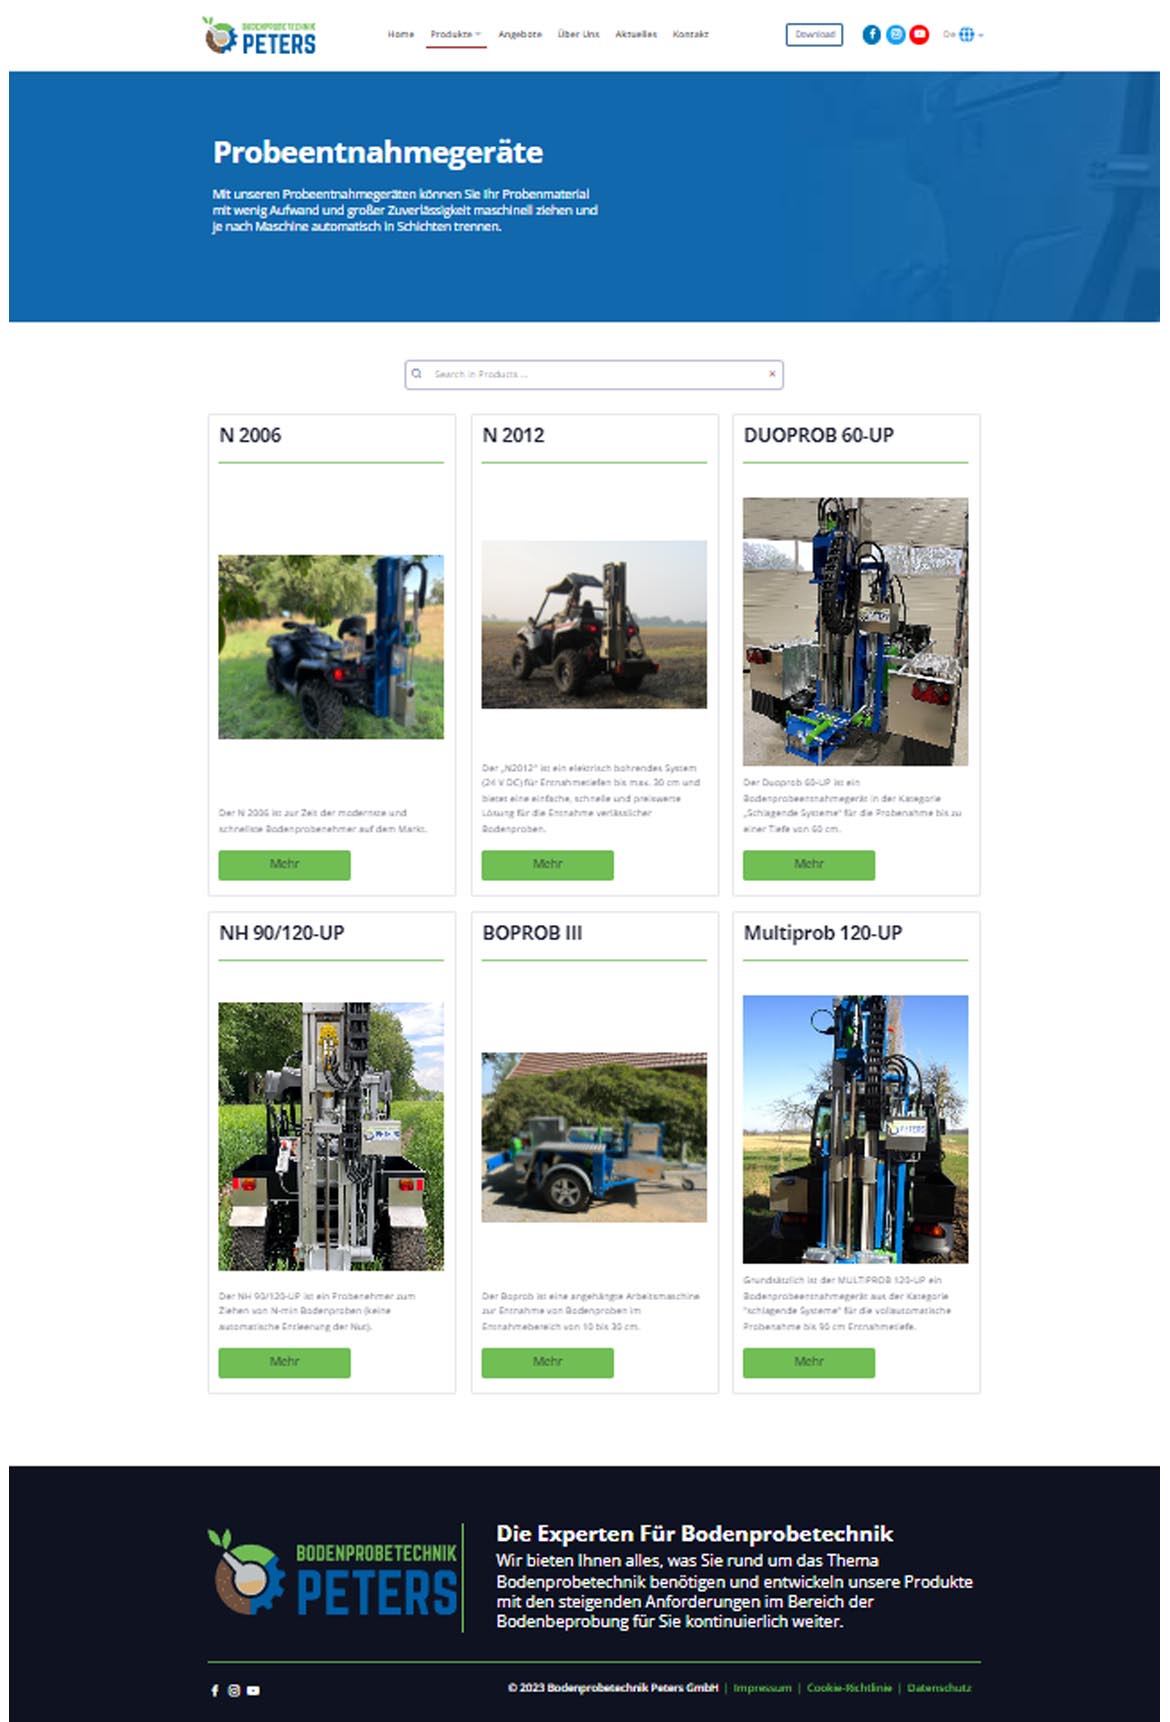 BODENPROBETECHNIK
PETERS
Home Produkte Angebote Über Uns Aktuelles Kontakt Download De
Probeentnahmegeräte
Mit unseren Probeentnahmegeräten können Sie Ihr Probenmaterial
mit wenig Aufwand und großer Zuverlässigkeit maschinell ziehen und
je nach Maschine automatisch in Schichten trennen.
Search in Products ...
N 2006
Der N 2006 ist zur Zeit der modernste und
schnellste Bodenprobenehmer auf dem Markt.
Mehr
N 2012
Der „N2012“ ist ein elektrisch bohrendes System
(24 V DC) für Entnahmetiefen bis max. 30 cm und
bietet eine einfache, schnelle und preiswerte
Lösung für die Entnahme verlässlicher
Bodenproben.
Mehr
DUOPROB 60-UP
Der Duoprob 60-UP ist ein
Bodenprobeentnahmegerät in der Kategorie
„Schlagende Systeme“ für die Probenahme bis zu
einer Tiefe von 60 cm.
Mehr
NH 90/120-UP
Der NH 90/120-UP ist ein Probenehmer zum
Ziehen von N-min Bodenproben (keine
automatische Entleerung der Nut).
Mehr
BOPROB III
Der Boprob ist eine angehängte Arbeitsmaschine
zur Entnahme von Bodenproben im
Entnahmebereich von 10 bis 30 cm.
Mehr
Multiprob 120-UP
PETERS
Grundsätzlich ist der MULTIPROB 120-UP ein
Bodenprobeentnahmegerät aus der Kategorie
"schlagende Systeme" für die vollautomatische
Probenahme bis 90 cm Entnahmetiefe.
Mehr
BODENPROBETECHNIK
PETERS
Die Experten Für Bodenprobetechnik
Wir bieten Ihnen alles, was Sie rund um das Thema
Bodenprobetechnik benötigen und entwickeln unsere Produkte
mit den steigenden Anforderungen im Bereich der
Bodenbeprobung für Sie kontinuierlich weiter.
© 2023 Bodenprobetechnik Peters GmbH | Impressum | Cookie-Richtlinie | Datenschutz